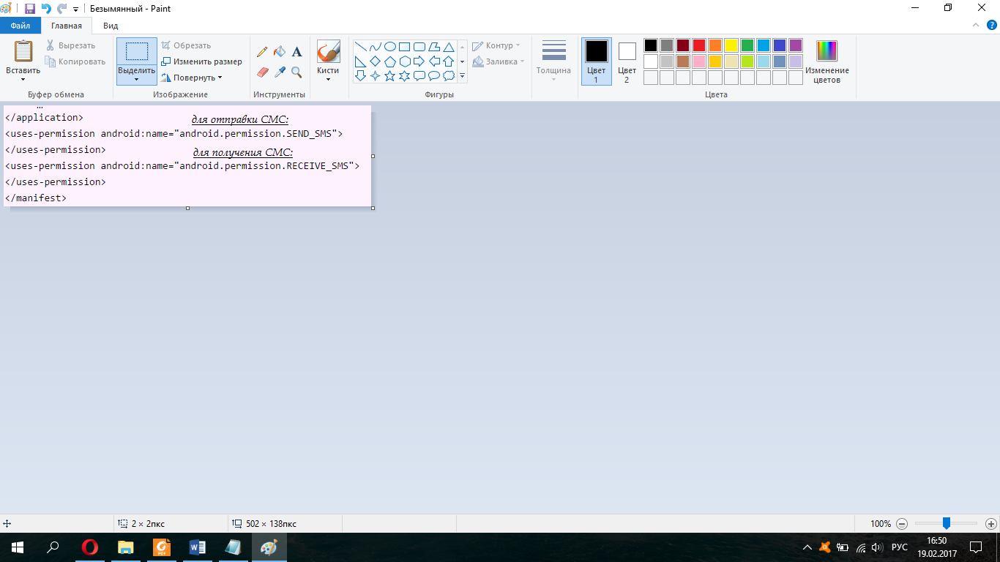 Безымянный - Paint
Файл Главная Вид
Вставить
Вырезать
Копировать
Буфер обмена
Выделить
Обрезать
Изменить размер
Повернуть
Изображение
A
Инструменты
Кисти
Фигуры
Контур
Заливка
Толщина
Цвет 1
Цвет 2
Изменение цветов
Цвета
…
</application> для отправки СМС:
<uses-permission android:name="android.permission.SEND_SMS">
</uses-permission> для получения СМС:
<uses-permission android:name="android.permission.RECEIVE_SMS">
</uses-permission>
</manifest>
2 × 2пкс 502 × 138пкс 100%
PDF
РУС
16:50
19.02.2017